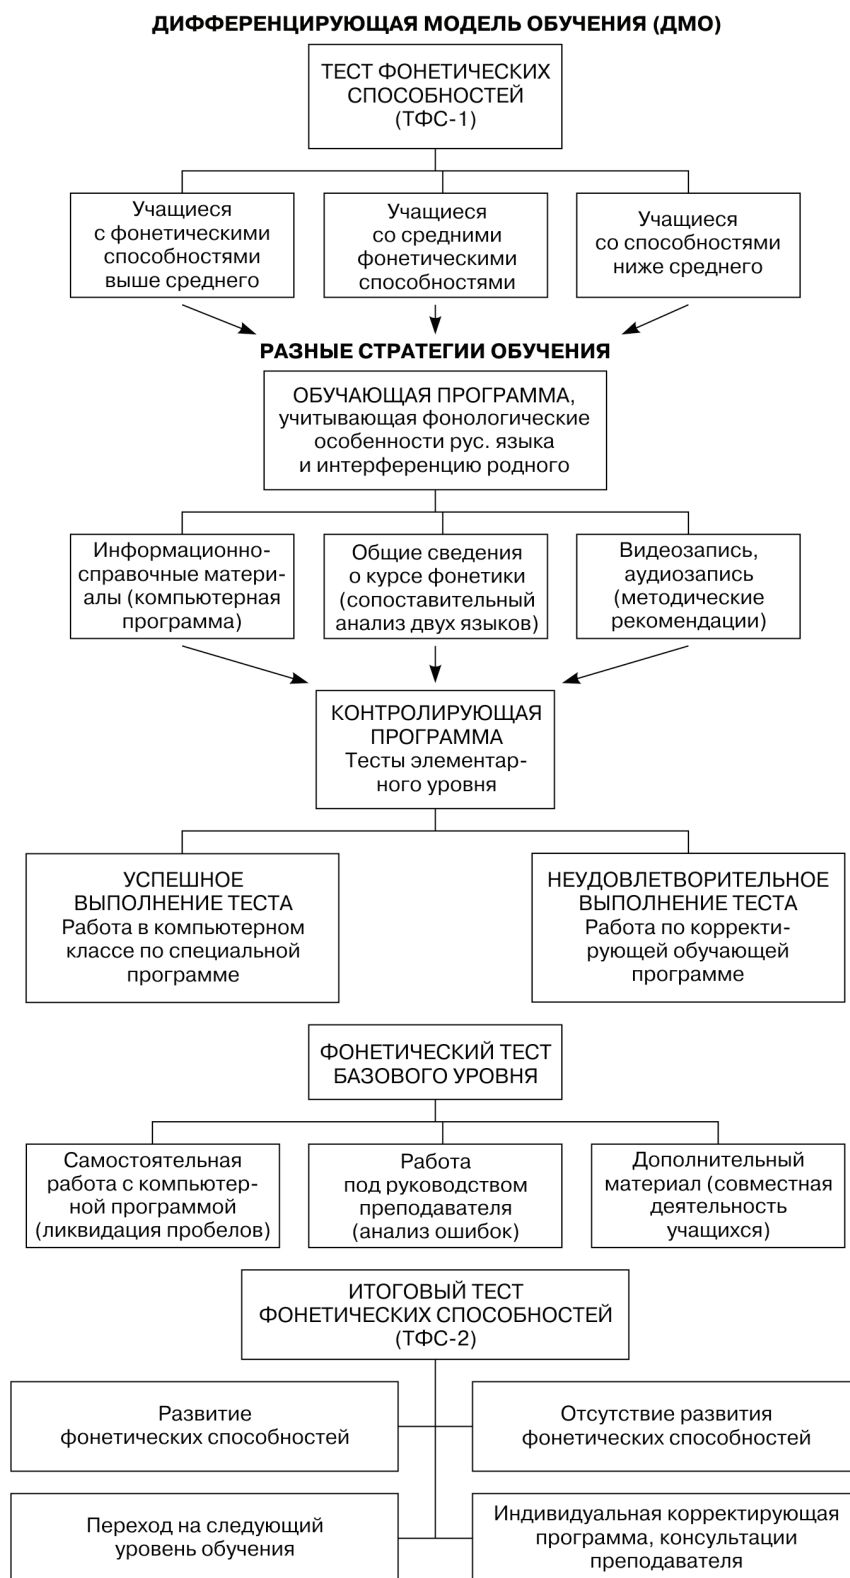 ДИФФЕРЕНЦИРУЮЩАЯ МОДЕЛЬ ОБУЧЕНИЯ (ДМО)
ТЕСТ ФОНЕТИЧЕСКИХ
СПОСОБНОСТЕЙ
(ТФС-1)
Учащиеся
с фонетическими
способностями
выше среднего
Учащиеся
со средними
фонетическими
способностями
Учащиеся
со способностями
ниже среднего
РАЗНЫЕ СТРАТЕГИИ ОБУЧЕНИЯ
ОБУЧАЮЩАЯ ПРОГРАММА,
учитывающая фонологические
особенности рус. языка
и интерференцию родного
Информационно-
справочные матери-
алы (компьютерная
программа)
Общие сведения
о курсе фонетики
(сопоставительный
анализ двух языков)
Видеозапись,
аудиозапись
(методические
рекомендации)
КОНТРОЛИРУЮЩАЯ
ПРОГРАММА
Тесты элементар-
ного уровня
УСПЕШНОЕ
ВЫПОЛНЕНИЕ ТЕСТА
Работа в компьютерном
классе по специальной
программе
НЕУДОВЛЕТВОРИТЕЛЬНОЕ
ВЫПОЛНЕНИЕ ТЕСТА
Работа по корректи-
рующей обучающей
программе
ФОНЕТИЧЕСКИЙ ТЕСТ
БАЗОВОГО УРОВНЯ
Самостоятельная
работа с компьютер-
ной программой
(ликвидация пробелов)
Работа
под руководством
преподавателя
(анализ ошибок)
Дополнительный
материал (совместная
деятельность
учащихся)
ИТОГОВЫЙ ТЕСТ
ФОНЕТИЧЕСКИХ СПОСОБНОСТЕЙ
(ТФС-2)
Развитие
фонетических способностей
Отсутствие развития
фонетических способностей
Переход на следующий
уровень обучения
Индивидуальная корректирующая
программа, консультации
преподавателя